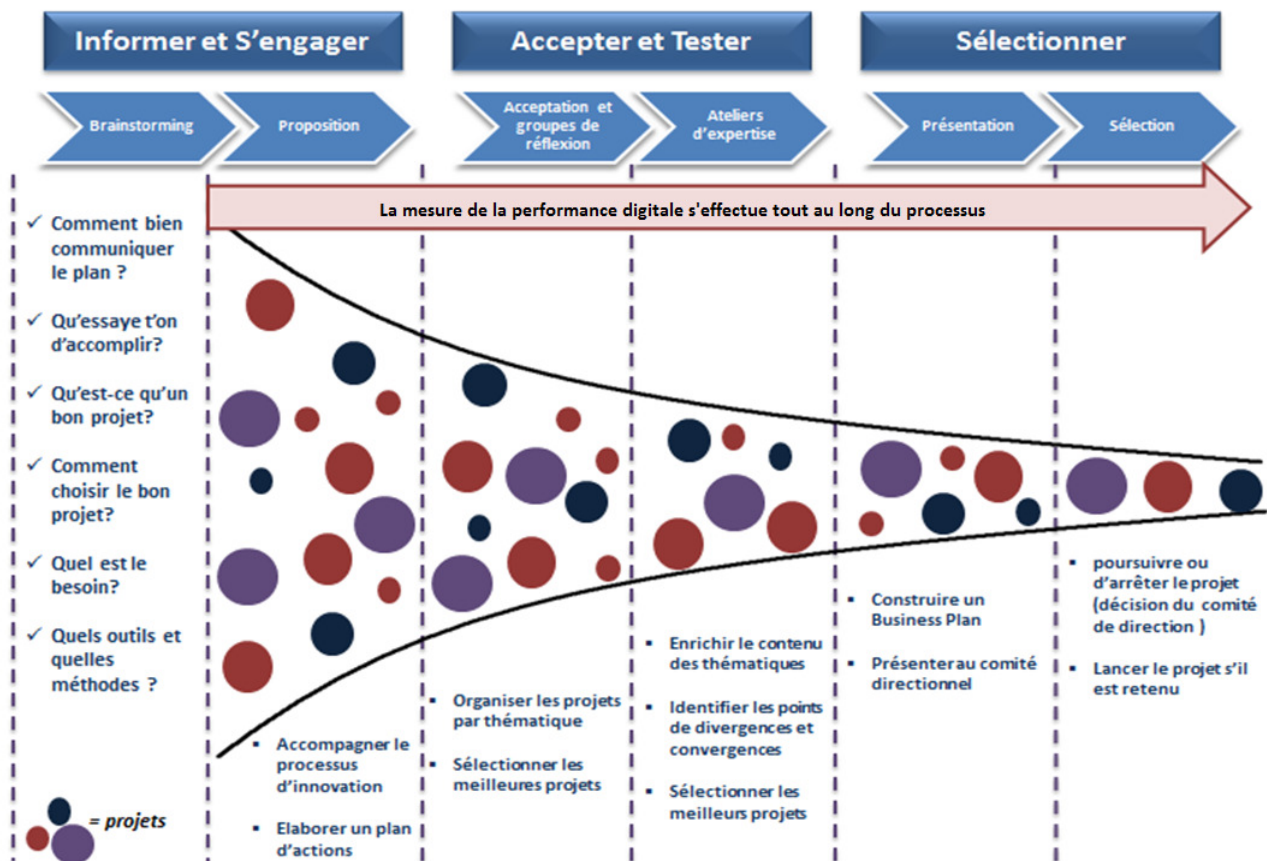 Informer et S'engager
Accepter et Tester
Sélectionner
Brainstorming
Proposition
Acceptation et
groupes de
réflexion
Ateliers
d'expertise
Présentation
Sélection
La mesure de la performance digitale s'effectue tout au long du processus
✓ Comment bien
communiquer
le plan ?
✓ Qu'essaye t'on
d'accomplir?
✓ Qu'est-ce qu'un
bon projet?
✓ Comment
choisir le bon
projet?
✓ Quel est le
besoin?
✓ Quels outils et
quelles
méthodes ?
= projets
▪ Accompagner le
processus
d'innovation
▪ Elaborer un plan
d'actions
▪ Organiser les projets
par thématique
▪ Sélectionner les
meilleures projets
▪ Enrichir le contenu
des thématiques
▪ Identifier les points
de divergences et
convergences
▪ Sélectionner les
meilleurs projets
▪ Construire un
Business Plan
▪ Présenter au comité
directionnel
▪ poursuivre ou
d'arrêter le projet
(décision du comité
de direction )
▪ Lancer le projet s'il
est retenu